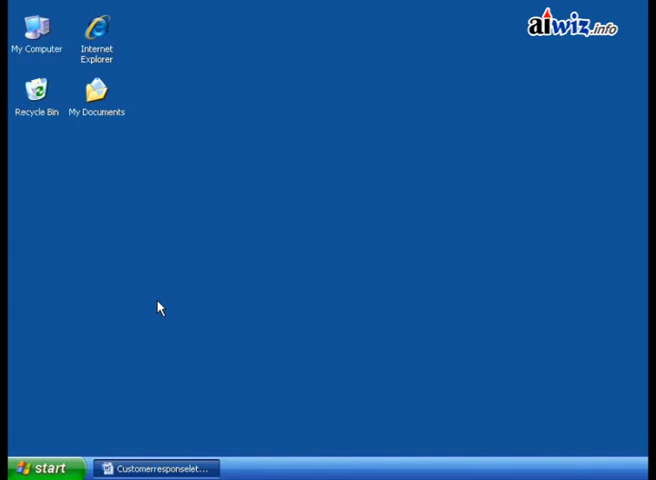 My Computer
Internet
Explorer
Recycle Bin
My Documents
aiwiz.info
start
Customerresponselet...